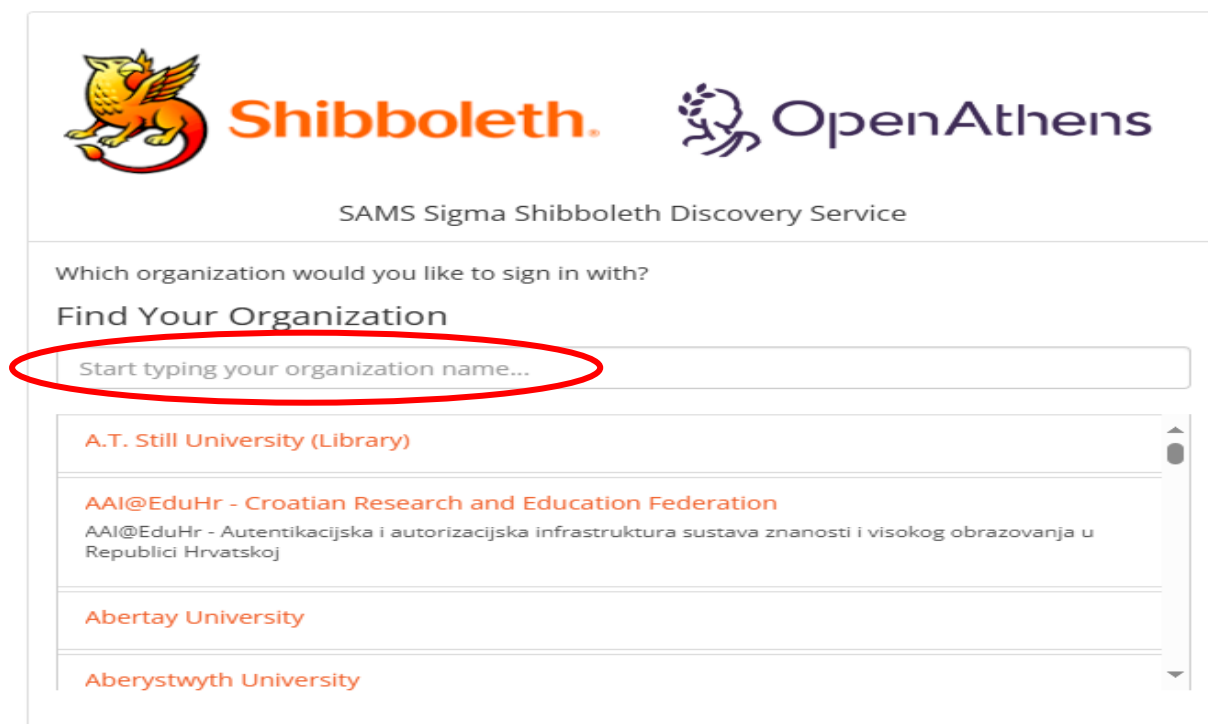 Shibboleth.
OpenAthens
SAMS Sigma Shibboleth Discovery Service
Which organization would you like to sign in with?
Find Your Organization
Start typing your organization name...
A.T. Still University (Library)
AAI@EduHr - Croatian Research and Education Federation
AAI@EduHr - Autentikacijska i autorizacijska infrastruktura sustava znanosti i visokog obrazovanja u
Republici Hrvatskoj
Abertay University
Aberystwyth University